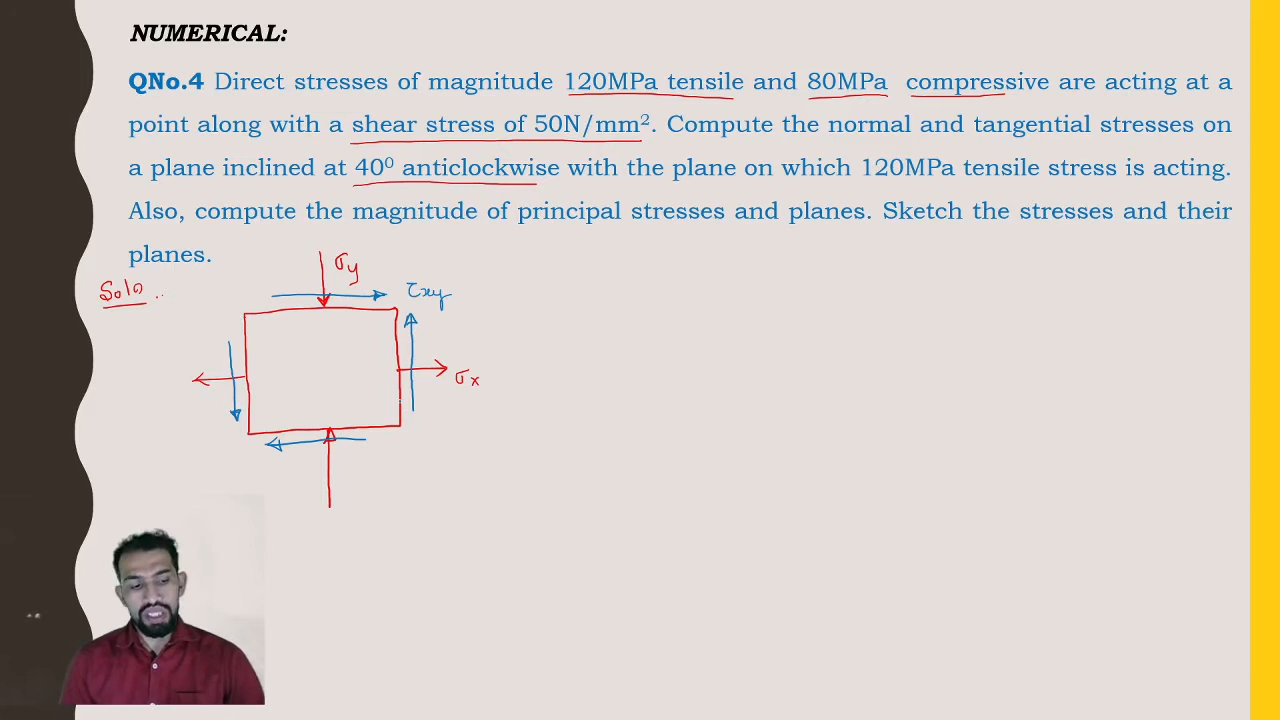 NUMERICAL:
QNo.4 Direct stresses of magnitude 120MPa tensile and 80MPa compressive are acting at a
point along with a shear stress of 50N/mm². Compute the normal and tangential stresses on
a plane inclined at 40⁰ anticlockwise with the plane on which 120MPa tensile stress is acting.
Also, compute the magnitude of principal stresses and planes. Sketch the stresses and their
planes.
Soln ..
σy
τxy
σx